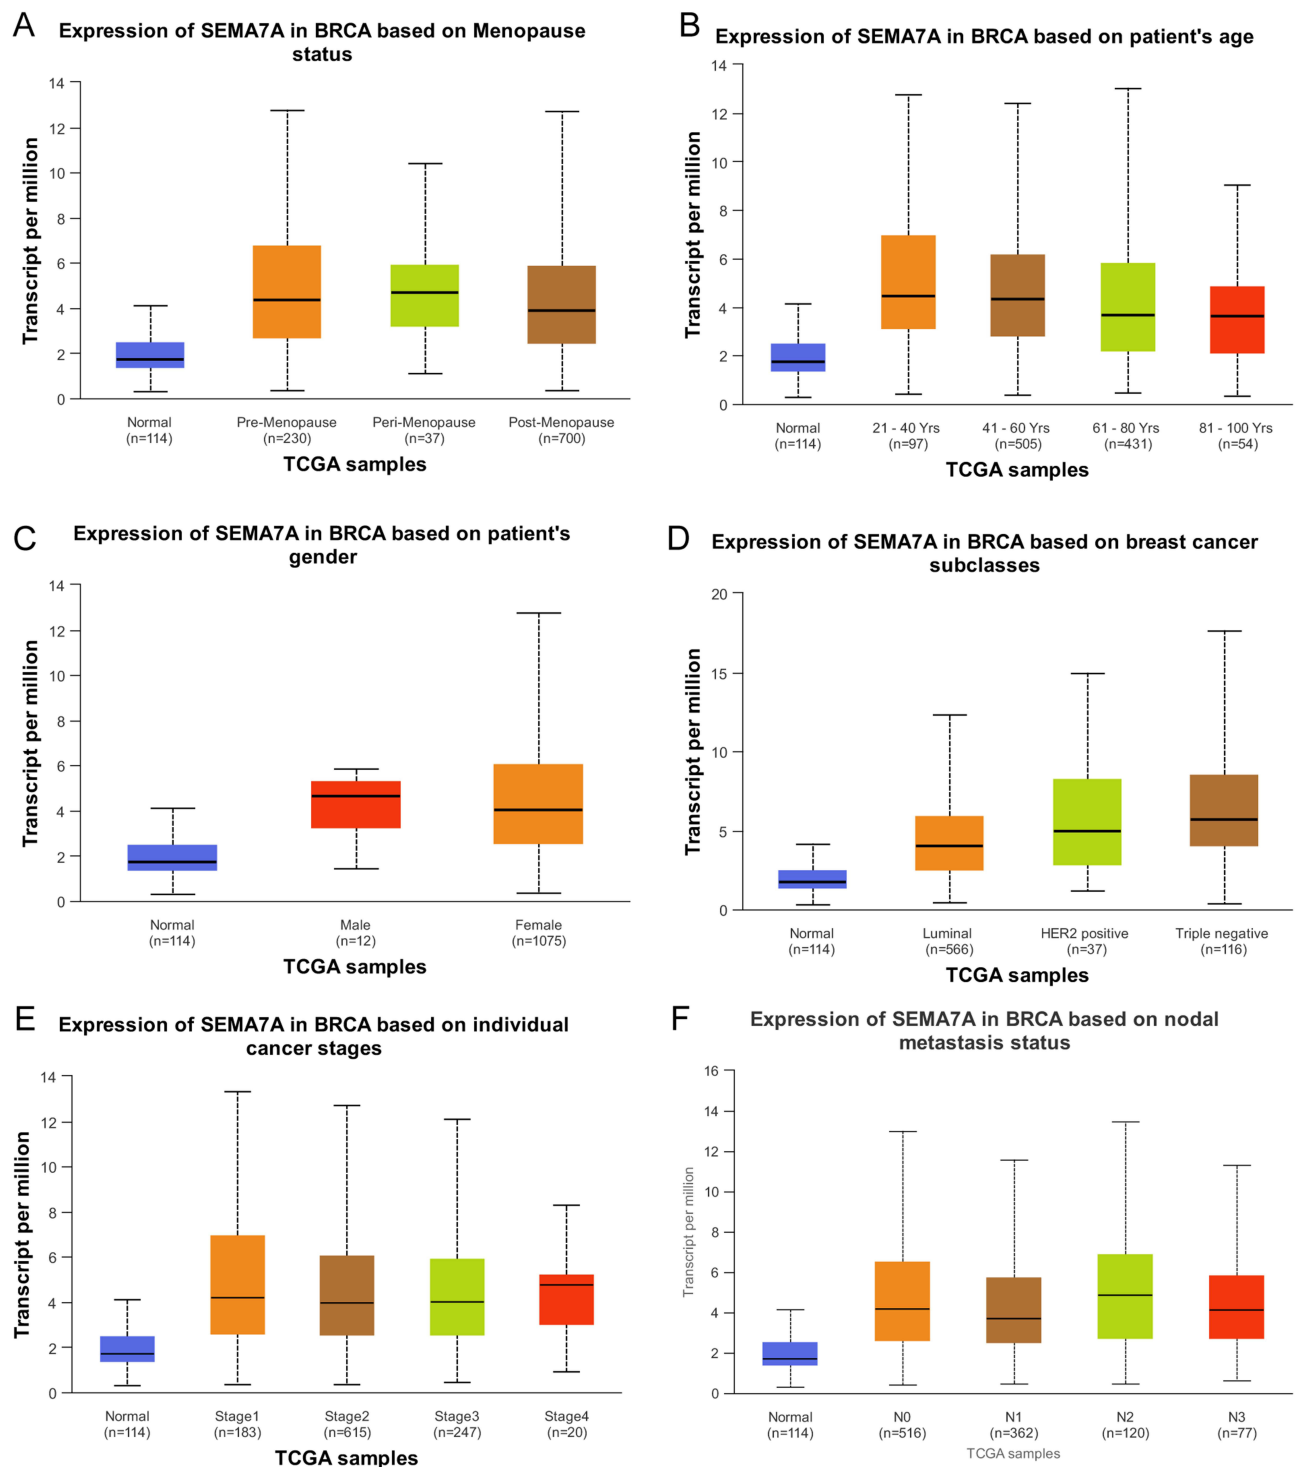 A
Expression of SEMA7A in BRCA based on Menopause
status
Transcript per million
14
12
10
8
6
4
2
0
Normal
(n=114)
Pre-Menopause
(n=230)
Peri-Menopause
(n=37)
Post-Menopause
(n=700)
TCGA samples
B
Expression of SEMA7A in BRCA based on patient's age
Transcript per million
14
12
10
8
6
4
2
0
Normal
(n=114)
21 - 40 Yrs
(n=97)
41 - 60 Yrs
(n=505)
61 - 80 Yrs
(n=431)
81 - 100 Yrs
(n=54)
TCGA samples
C
Expression of SEMA7A in BRCA based on patient's
gender
Transcript per million
14
12
10
8
6
4
2
0
Normal
(n=114)
Male
(n=12)
Female
(n=1075)
TCGA samples
D
Expression of SEMA7A in BRCA based on breast cancer
subclasses
Transcript per million
20
15
10
5
0
Normal
(n=114)
Luminal
(n=566)
HER2 positive
(n=37)
Triple negative
(n=116)
TCGA samples
E
Expression of SEMA7A in BRCA based on individual
cancer stages
Transcript per million
14
12
10
8
6
4
2
0
Normal
(n=114)
Stage1
(n=183)
Stage2
(n=615)
Stage3
(n=247)
Stage4
(n=20)
TCGA samples
F
Expression of SEMA7A in BRCA based on nodal
metastasis status
Transcript per million
16
14
12
10
8
6
4
2
0
Normal
(n=114)
N0
(n=516)
N1
(n=362)
N2
(n=120)
N3
(n=77)
TCGA samples